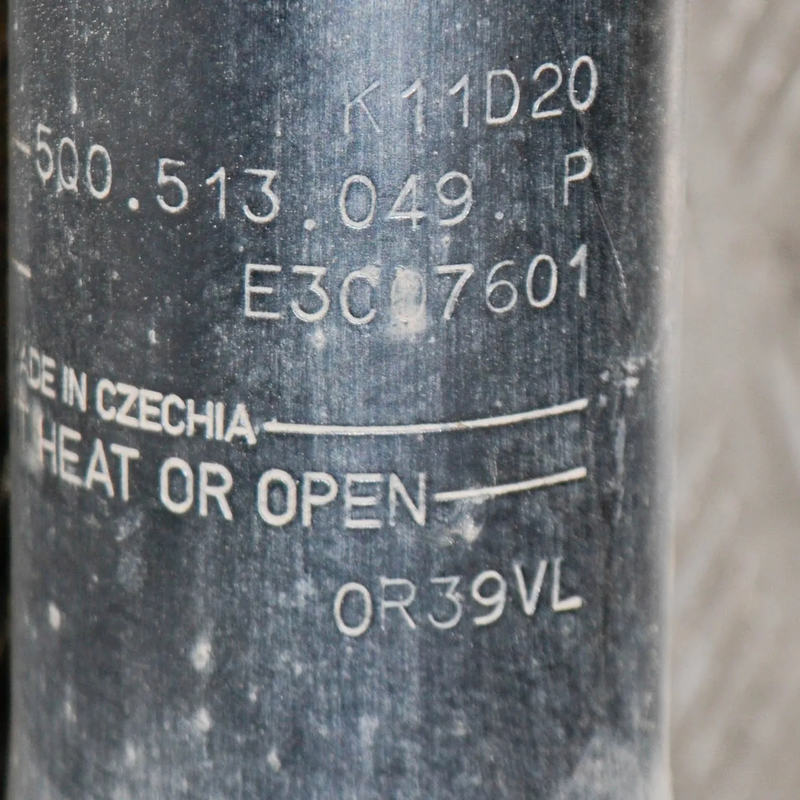 K11D20
5Q0.513.049. P
E3C07601
ADE IN CZECHIA
T HEAT OR OPEN
0R39VL